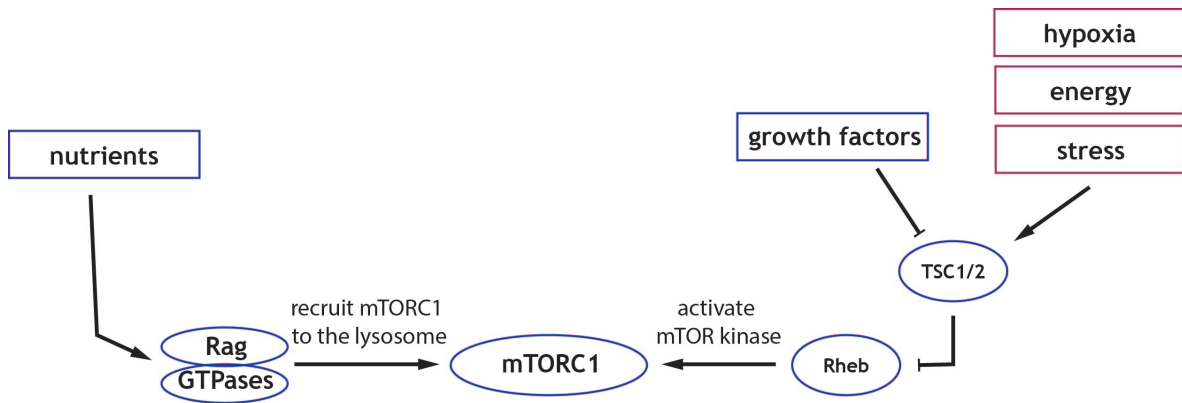 hypoxia
energy
stress
growth factors
nutrients
TSC1/2
recruit mTORC1
to the lysosome
activate
mTOR kinase
Rag
GTPases
mTORC1
Rheb